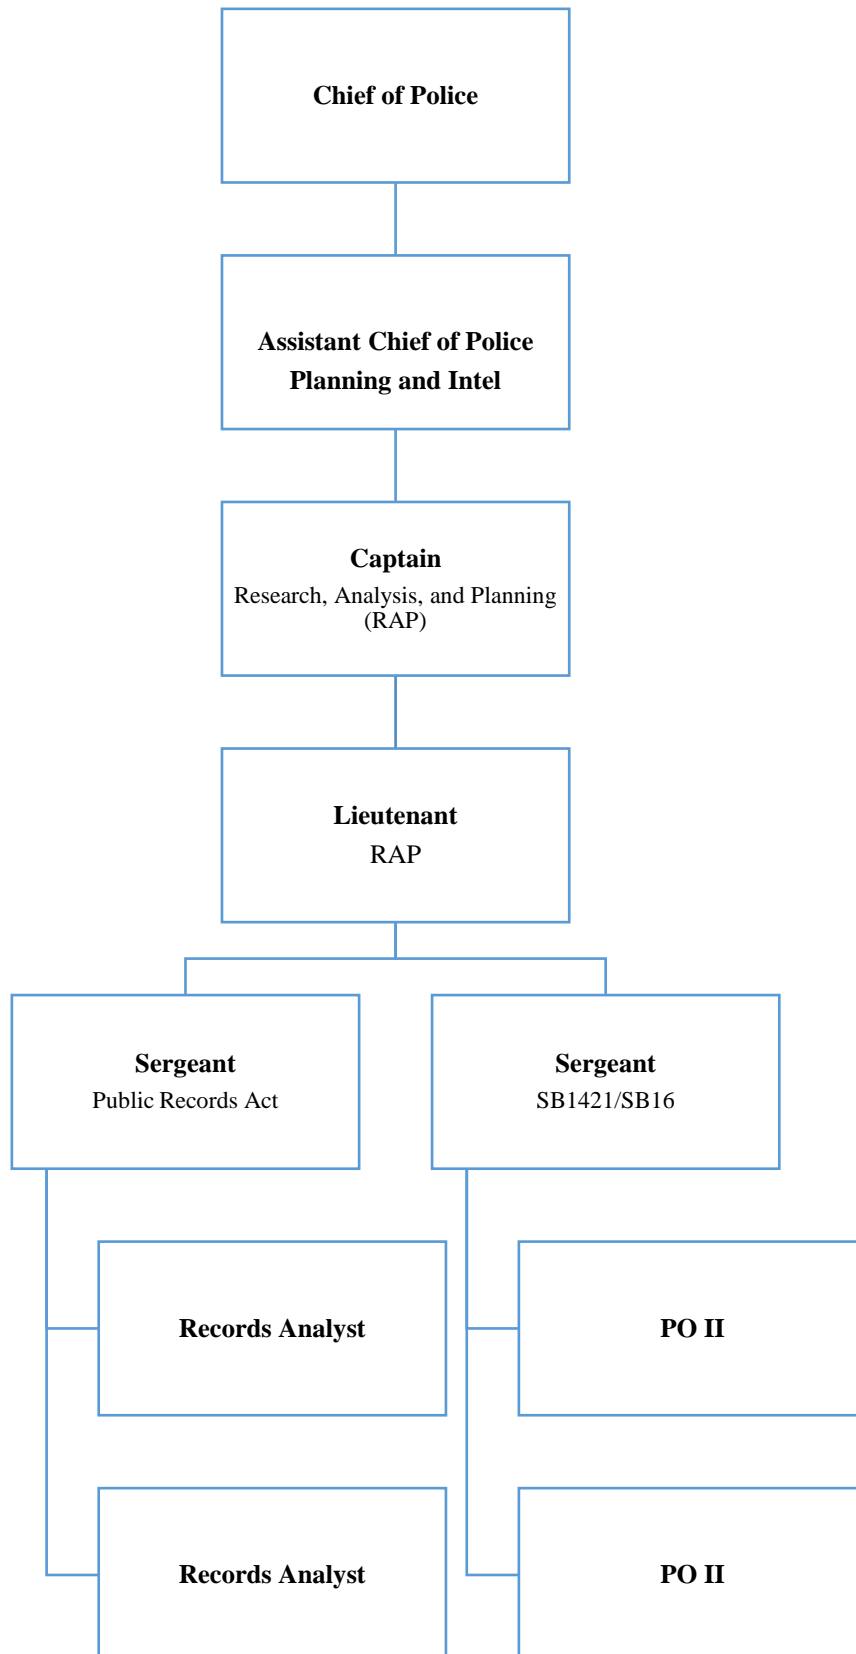 Chief of Police
Assistant Chief of Police
Planning and Intel
Captain
Research, Analysis, and Planning
(RAP)
Lieutenant
RAP
Sergeant
Public Records Act
Sergeant
SB1421/SB16
Records Analyst
PO II
Records Analyst
PO II